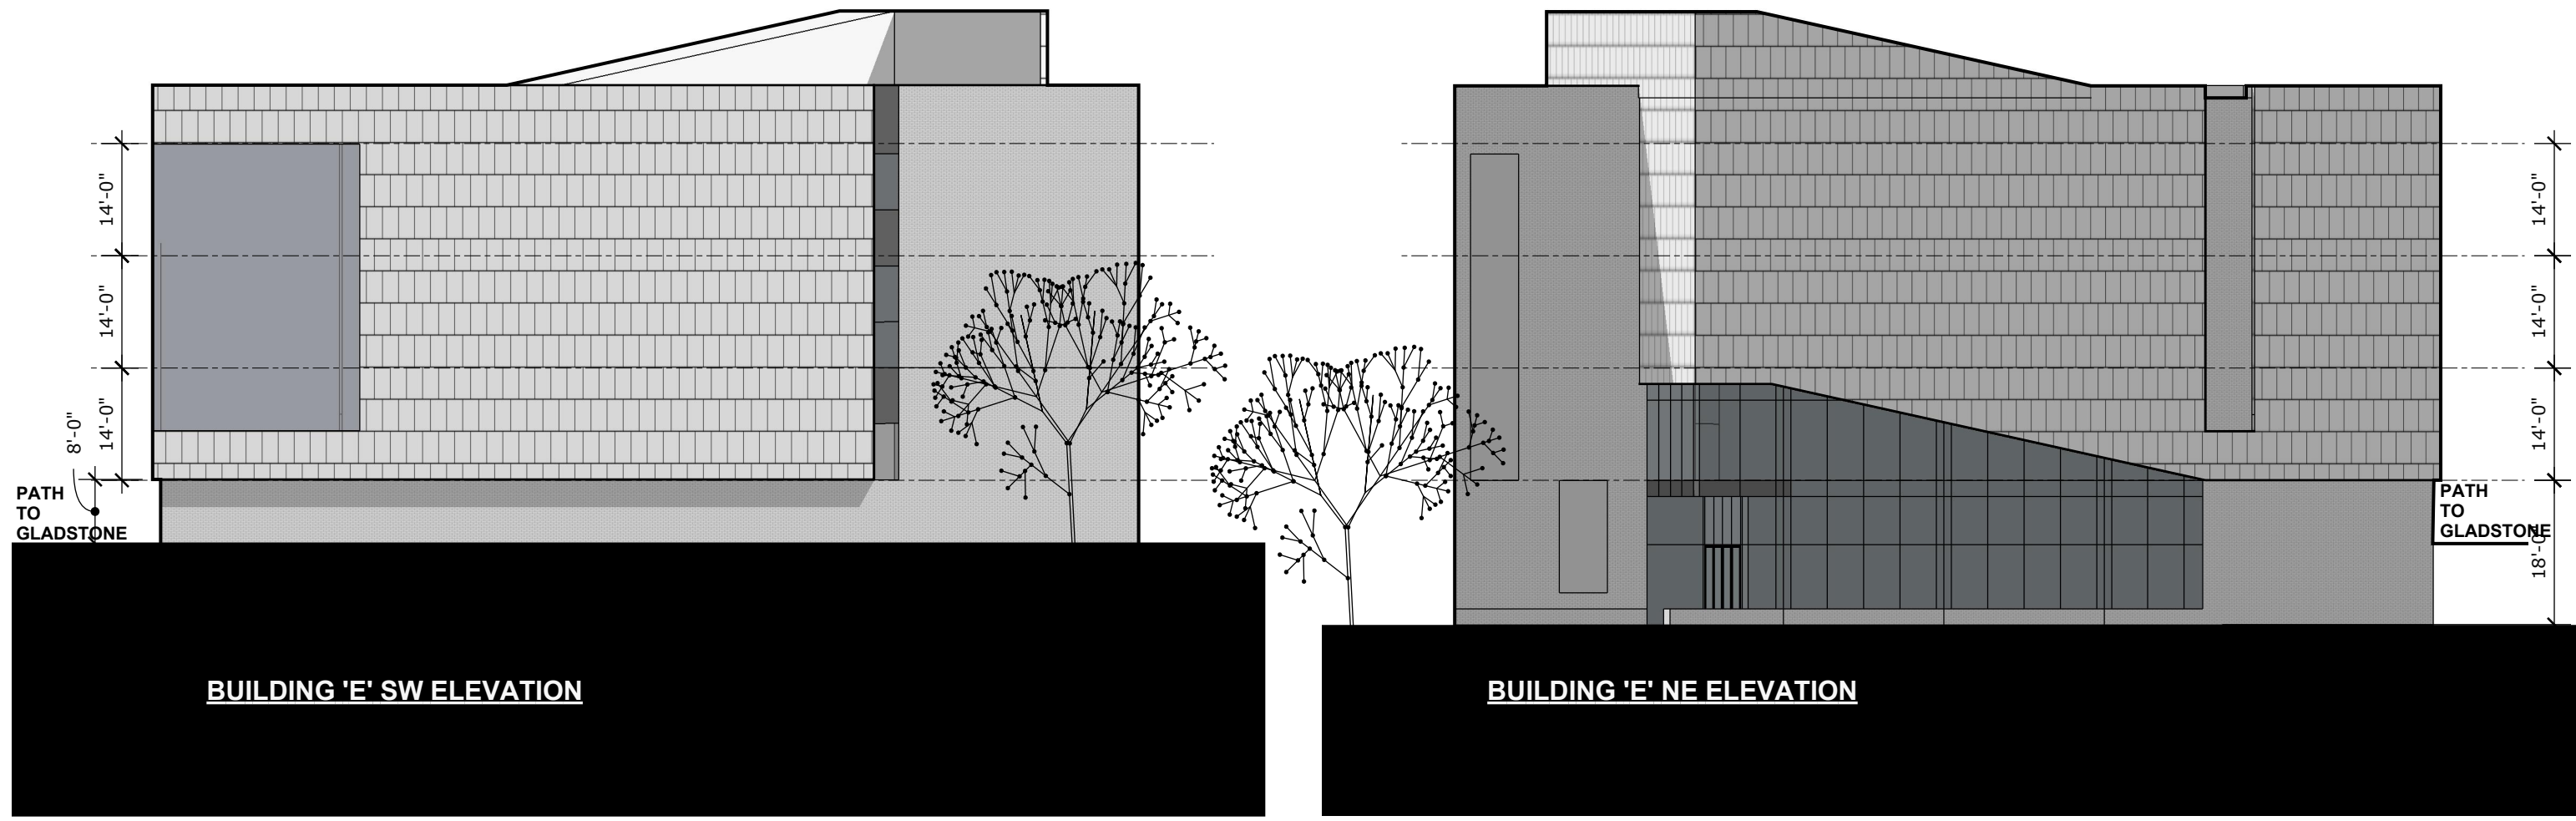 14'-0"
14'-0"
14'-0"
8'-0"
PATH
TO
GLADSTONE
BUILDING 'E' SW ELEVATION
14'-0"
14'-0"
14'-0"
18'-0"
PATH
TO
GLADSTONE
BUILDING 'E' NE ELEVATION